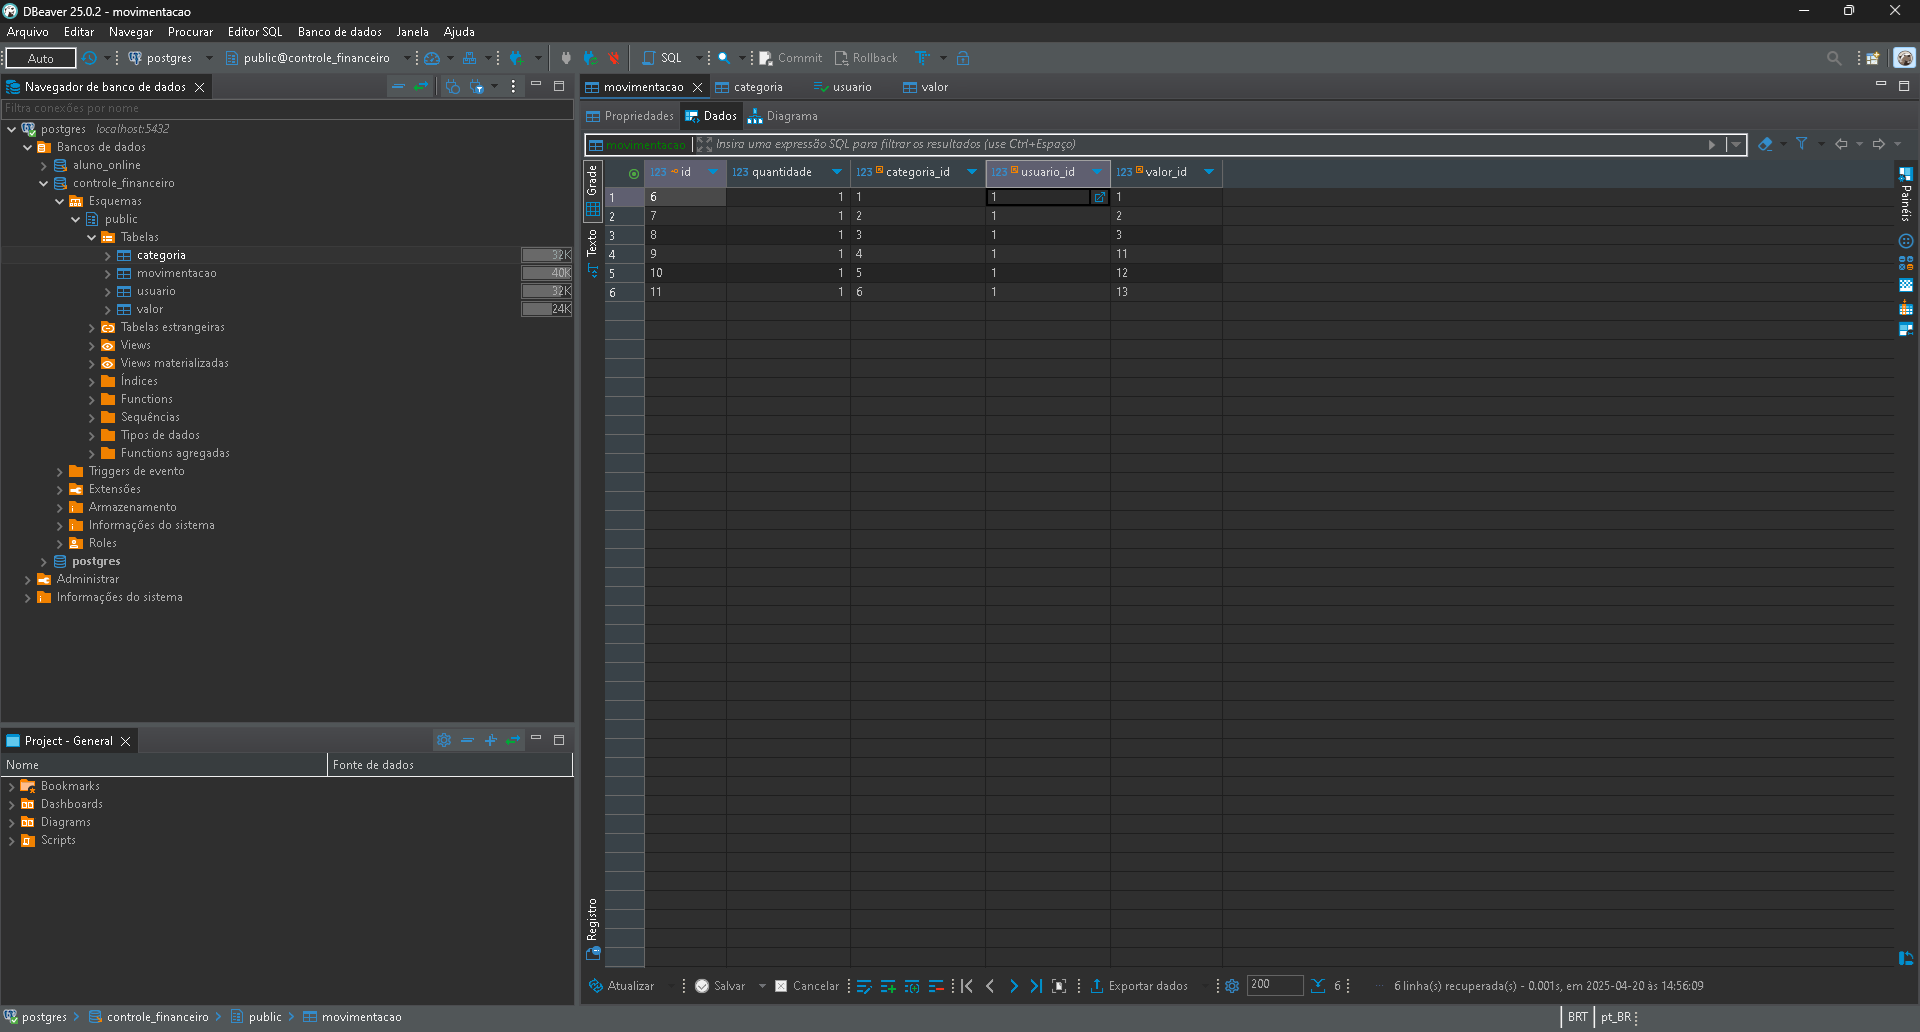 DBeaver 25.0.2 - movimentacao
Arquivo Editar Navegar Procurar Editor SQL Banco de dados Janela Ajuda
Auto postgres public@controle_financeiro SQL Commit Rollback
Navegador de banco de dados
Filtra conexões por nome
postgres localhost:5432
Bancos de dados
aluno_online
controle_financeiro
Esquemas
public
Tabelas
categoria 32K
movimentacao 40K
usuario 32K
valor 24K
Tabelas estrangeiras
Views
Views materializadas
Índices
Functions
Sequências
Tipos de dados
Functions agregadas
Triggers de evento
Extensões
Armazenamento
Informações do sistema
Roles
postgres
Administrar
Informações do sistema
Project - General
Nome Fonte de dados
Bookmarks
Dashboards
Diagrams
Scripts
movimentacao categoria usuario valor
Propriedades Dados Diagrama
movimentacao Insira uma expressão SQL para filtrar os resultados (use Ctrl+Espaço)
Grade
Texto
Registro
Painéis
123 id 123 quantidade 123 categoria_id 123 usuario_id 123 valor_id
1 6 1 1 1 1
2 7 1 2 1 2
3 8 1 3 1 3
4 9 1 4 1 11
5 10 1 5 1 12
6 11 1 6 1 13
Atualizar Salvar Cancelar Exportar dados 200 6 6 linha(s) recuperada(s) - 0.001s, em 2025-04-20 às 14:56:09
postgres controle_financeiro public movimentacao BRT pt_BR